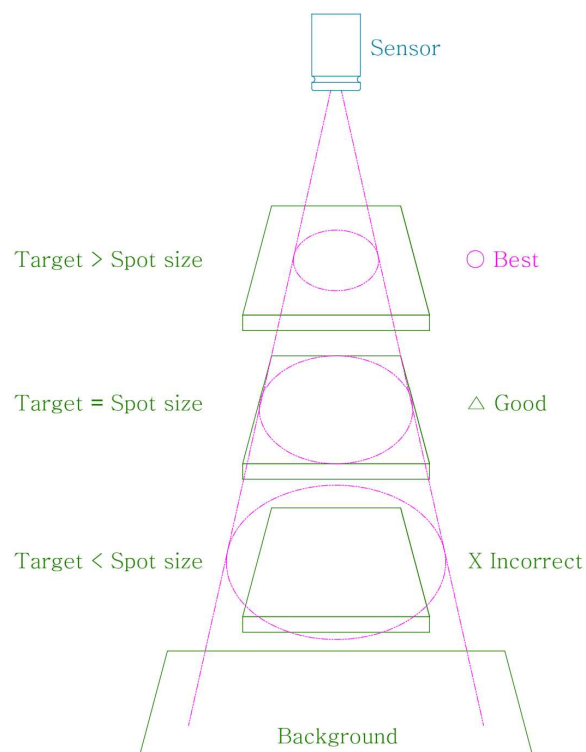 Sensor
Target > Spot size
○ Best
Target = Spot size
△ Good
Target < Spot size
X Incorrect
Background